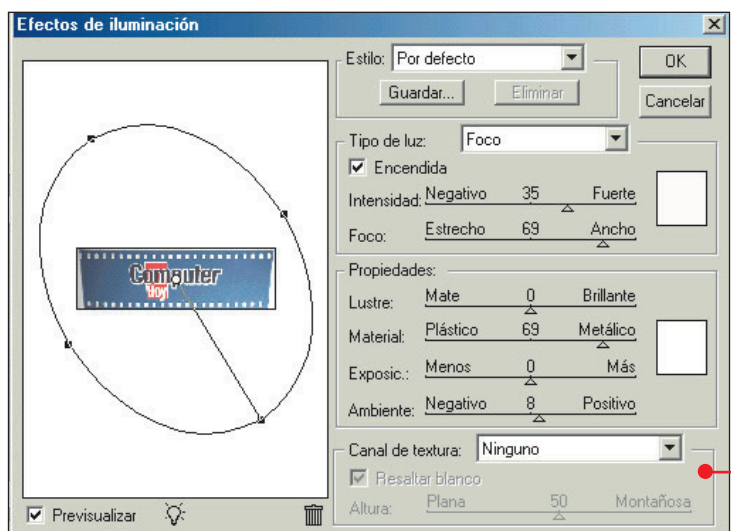 Efectos de iluminación
Estilo: Por defecto
OK
Guardar... Eliminar
Cancelar
Computer
Hoy
Tipo de luz: Foco
Encendida
Intensidad: Negativo 35 Fuerte
Foco: Estrecho 69 Ancho
Propiedades:
Lustre: Mate 0 Brillante
Material: Plástico 69 Metálico
Exposic.: Menos 0 Más
Ambiente: Negativo 8 Positivo
Canal de textura: Ninguno
Resaltar blanco
Altura: Plana 50 Montañosa
Previsualizar